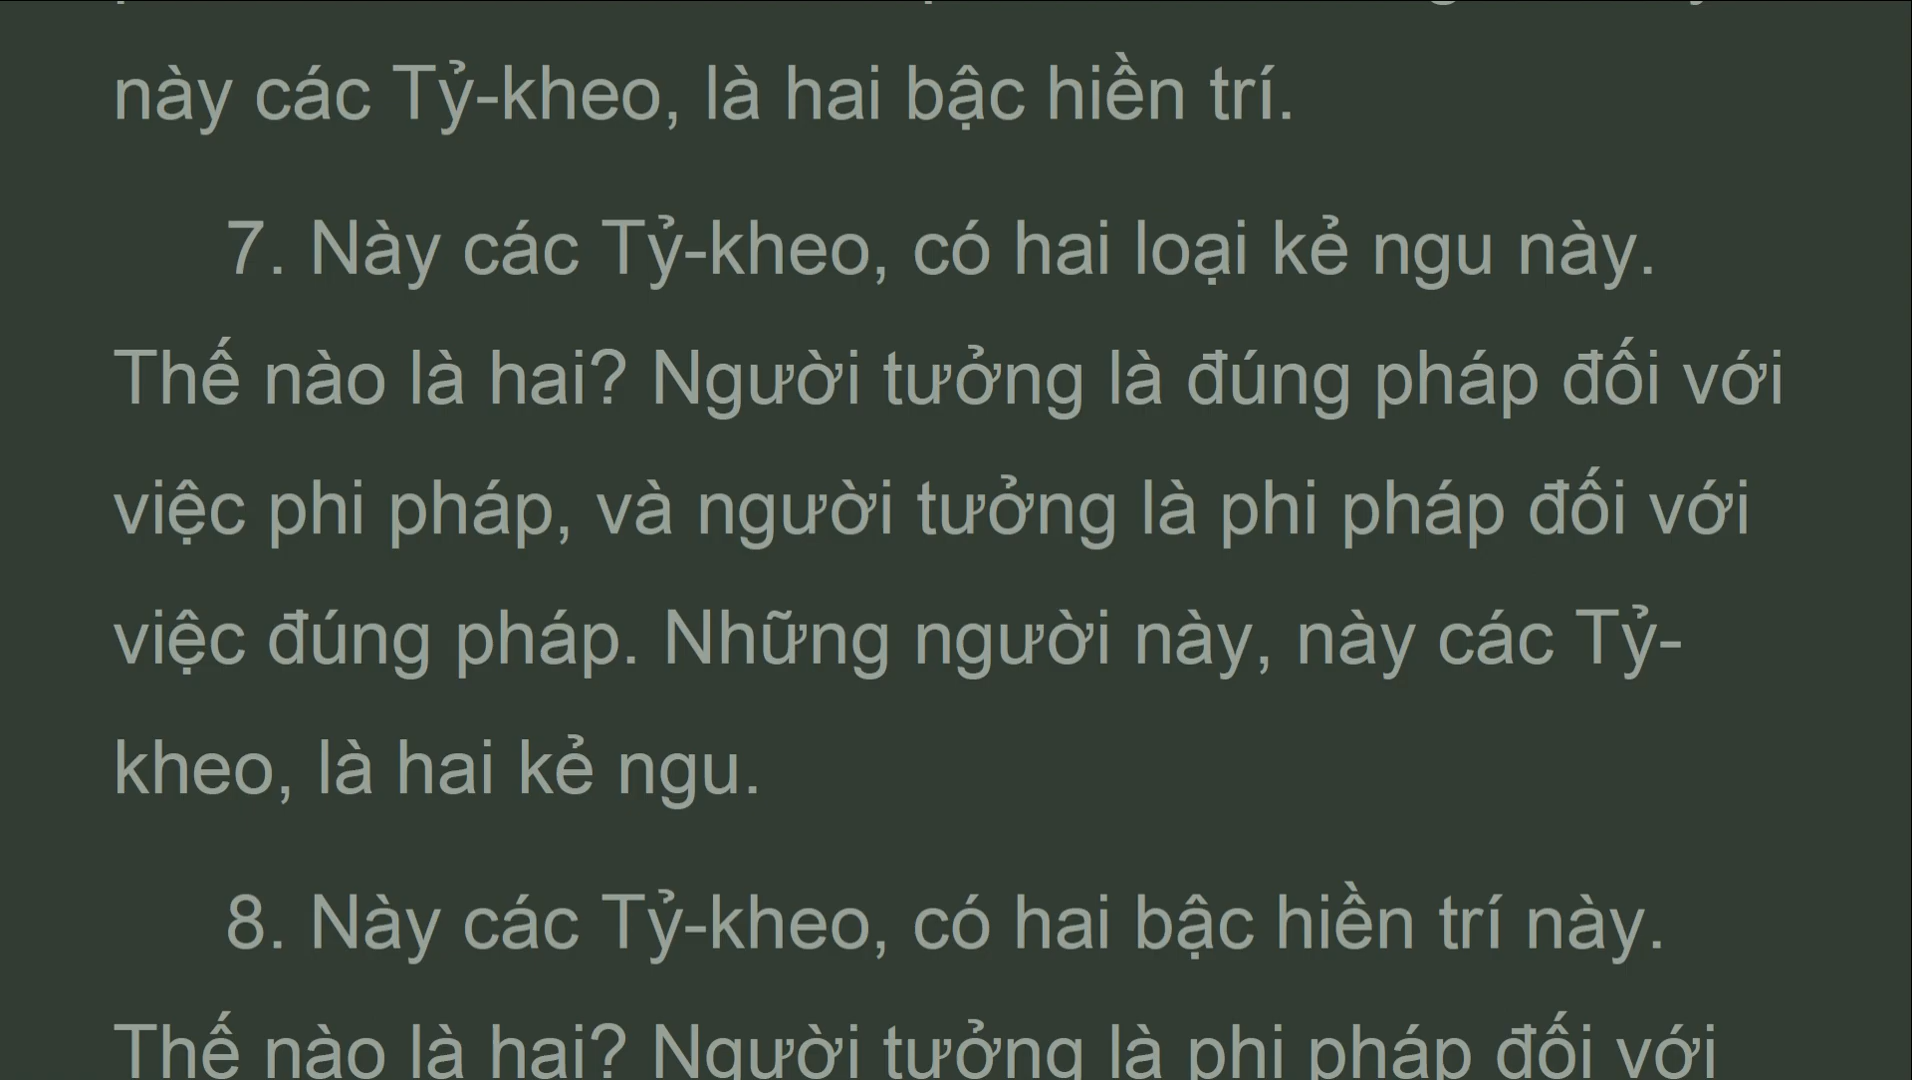 này các Tỷ-kheo, là hai bậc hiền trí.
7. Này các Tỷ-kheo, có hai loại kẻ ngu này.
Thế nào là hai? Người tưởng là đúng pháp đối với
việc phi pháp, và người tưởng là phi pháp đối với
việc đúng pháp. Những người này, này các Tỷ-
kheo, là hai kẻ ngu.
8. Này các Tỷ-kheo, có hai bậc hiền trí này.
Thế nào là hai? Người tưởng là phi pháp đối với